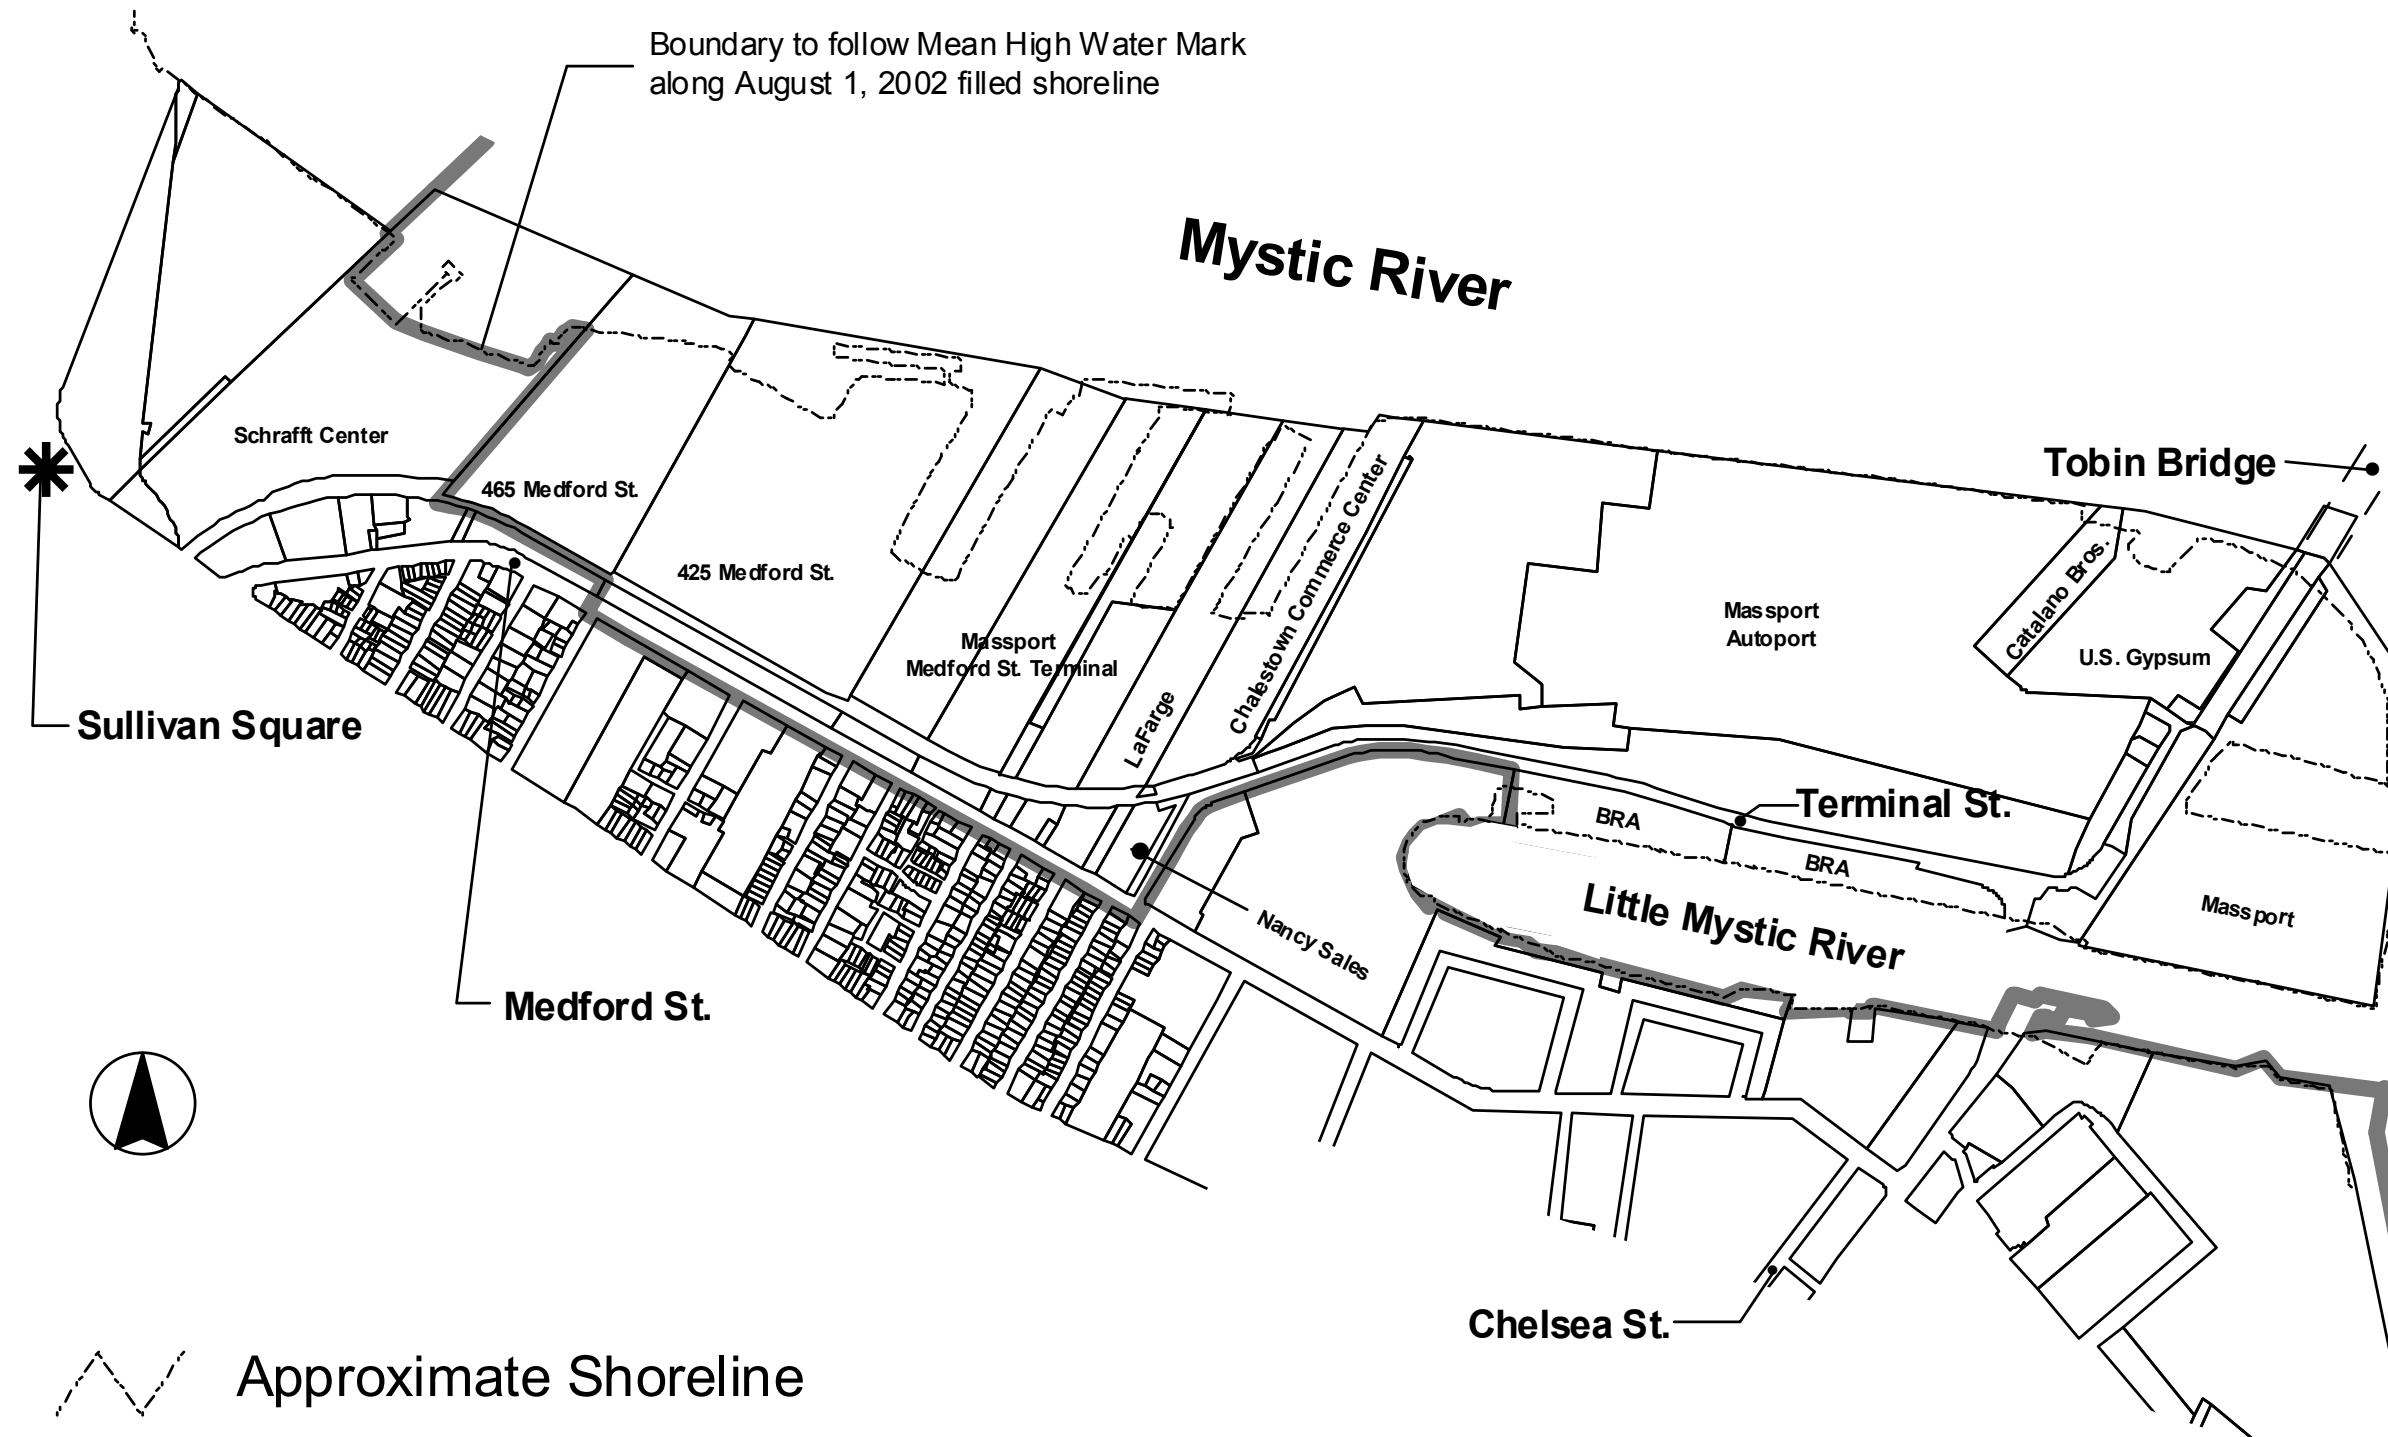 Boundary to follow Mean High Water Mark
along August 1, 2002 filled shoreline
Mystic River
Schrafft Center
465 Medford St.
Tobin Bridge
425 Medford St.
Massport
Medford St. Terminal
LaFarge
Chalestown Commerce Center
Massport
Autoport
Catalano Bros.
U.S. Gypsum
Sullivan Square
Terminal St.
BRA
BRA
Little Mystic River
Massport
Nancy Sales
Medford St.
Chelsea St.
Approximate Shoreline